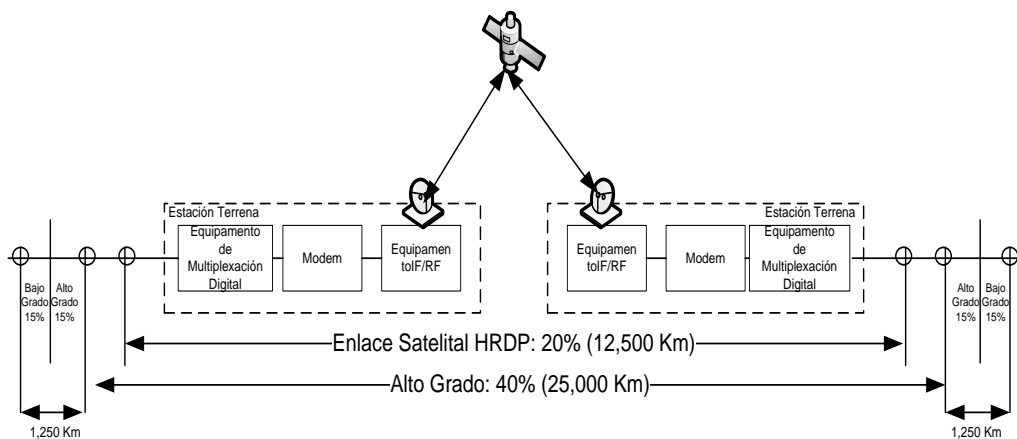 Estación Terrena
Equipamento
de
Multiplexación
Digital
Modem
Equipamen
toIF/RF
Estación Terrena
Equipamen
toIF/RF
Modem
Equipamento
de
Multiplexación
Digital
Bajo
Grado
15%
Alto
Grado
15%
Alto
Grado
15%
Bajo
Grado
15%
Enlace Satelital HRDP: 20% (12,500 Km)
Alto Grado: 40% (25,000 Km)
1,250 Km
1,250 Km